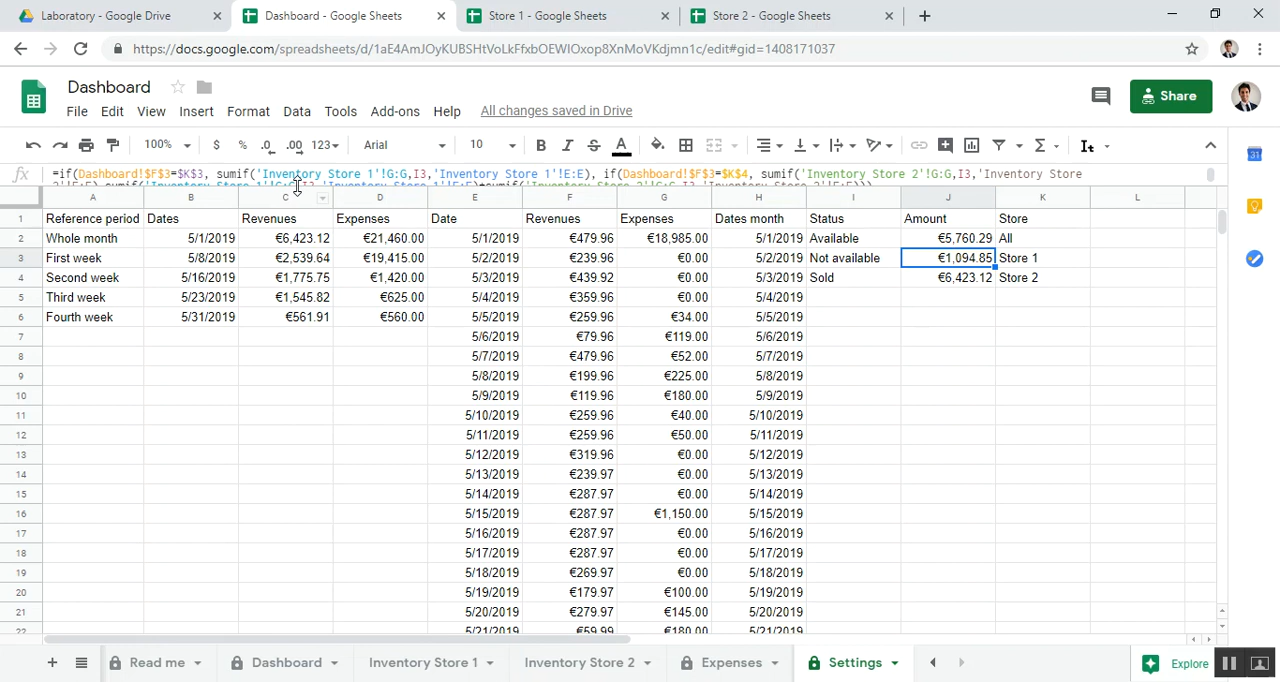 Laboratory - Google Drive
Dashboard - Google Sheets
Store 1 - Google Sheets
Store 2 - Google Sheets
https://docs.google.com/spreadsheets/d/1aE4AmJOyKUBSHtVoLkFfxbOEWIOxop8XnMoVKdjmn1c/edit#gid=1408171037
Dashboard
File Edit View Insert Format Data Tools Add-ons Help All changes saved in Drive
Share
100% $ % .0 .00 123 Arial 10 B I S A
fx =if(Dashboard!$F$3=$K$3, sumif('Inventory Store 1'!G:G,I3,'Inventory Store 1'!E:E), if(Dashboard!$F$3=$K$4, sumif('Inventory Store 2'!G:G,I3,'Inventory Store
A B C D E F G H I J K L
1 Reference period Dates Revenues Expenses Date Revenues Expenses Dates month Status Amount Store
2 Whole month 5/1/2019 €6,423.12 €21,460.00 5/1/2019 €479.96 €18,985.00 5/1/2019 Available €5,760.29 All
3 First week 5/8/2019 €2,539.64 €19,415.00 5/2/2019 €239.96 €0.00 5/2/2019 Not available €1,094.85 Store 1
4 Second week 5/16/2019 €1,775.75 €1,420.00 5/3/2019 €439.92 €0.00 5/3/2019 Sold €6,423.12 Store 2
5 Third week 5/23/2019 €1,545.82 €625.00 5/4/2019 €359.96 €0.00 5/4/2019
6 Fourth week 5/31/2019 €561.91 €560.00 5/5/2019 €259.96 €34.00 5/5/2019
7 5/6/2019 €79.96 €119.00 5/6/2019
8 5/7/2019 €479.96 €52.00 5/7/2019
9 5/8/2019 €199.96 €225.00 5/8/2019
10 5/9/2019 €119.96 €180.00 5/9/2019
11 5/10/2019 €259.96 €40.00 5/10/2019
12 5/11/2019 €259.96 €50.00 5/11/2019
13 5/12/2019 €319.96 €0.00 5/12/2019
14 5/13/2019 €239.97 €0.00 5/13/2019
15 5/14/2019 €287.97 €0.00 5/14/2019
16 5/15/2019 €287.97 €1,150.00 5/15/2019
17 5/16/2019 €287.97 €0.00 5/16/2019
18 5/17/2019 €287.97 €0.00 5/17/2019
19 5/18/2019 €269.97 €0.00 5/18/2019
20 5/19/2019 €179.97 €100.00 5/19/2019
21 5/20/2019 €279.97 €145.00 5/20/2019
22 5/21/2019 €59.99 €180.00 5/21/2019
Read me Dashboard Inventory Store 1 Inventory Store 2 Expenses Settings Explore